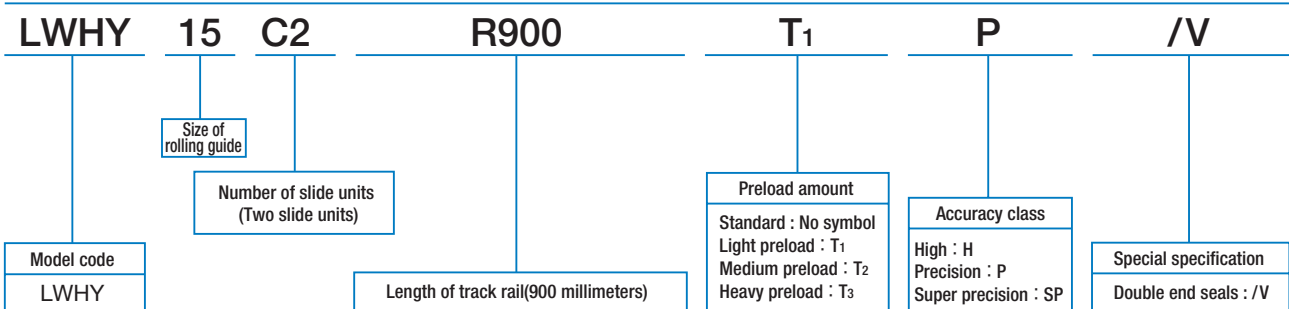 LWHY 15 C2 R900 T1 P /V
Size of
rolling guide
Number of slide units
(Two slide units)
Model code
LWHY
Length of track rail(900 millimeters)
Preload amount
Standard : No symbol
Light preload : T1
Medium preload : T2
Heavy preload : T3
Accuracy class
High : H
Precision : P
Super precision : SP
Special specification
Double end seals : /V